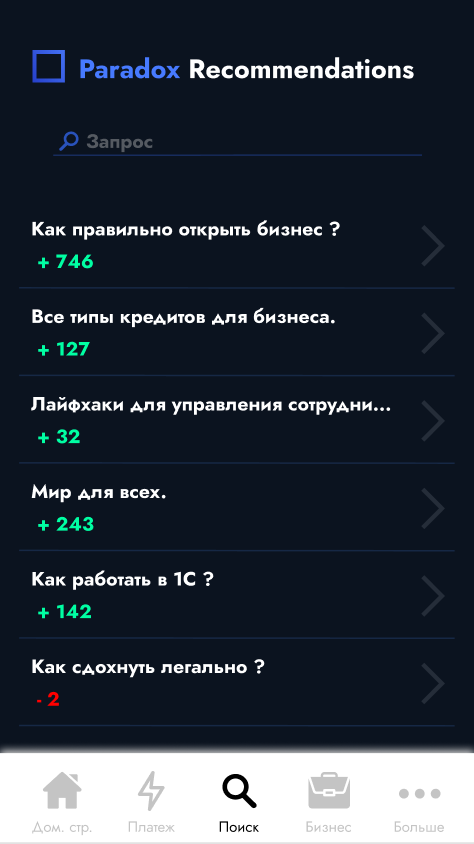 Paradox Recommendations
Запрос
Как правильно открыть бизнес ?
+ 746
Все типы кредитов для бизнеса.
+ 127
Лайфхаки для управления сотрудни...
+ 32
Мир для всех.
+ 243
Как работать в 1С ?
+ 142
Как сдохнуть легально ?
- 2
Дом. стр. Платеж Поиск Бизнес Больше